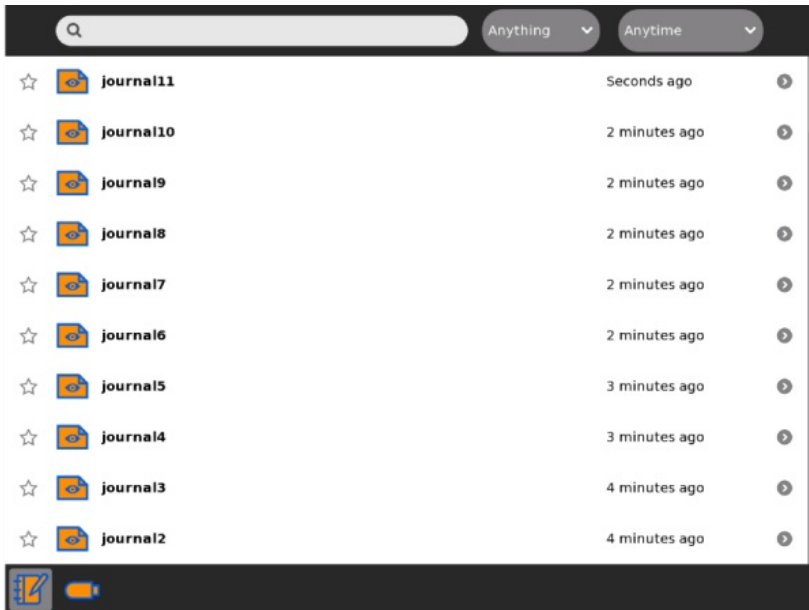 Anything Anytime
journal11 Seconds ago
journal10 2 minutes ago
journal9 2 minutes ago
journal8 2 minutes ago
journal7 2 minutes ago
journal6 2 minutes ago
journal5 3 minutes ago
journal4 3 minutes ago
journal3 4 minutes ago
journal2 4 minutes ago